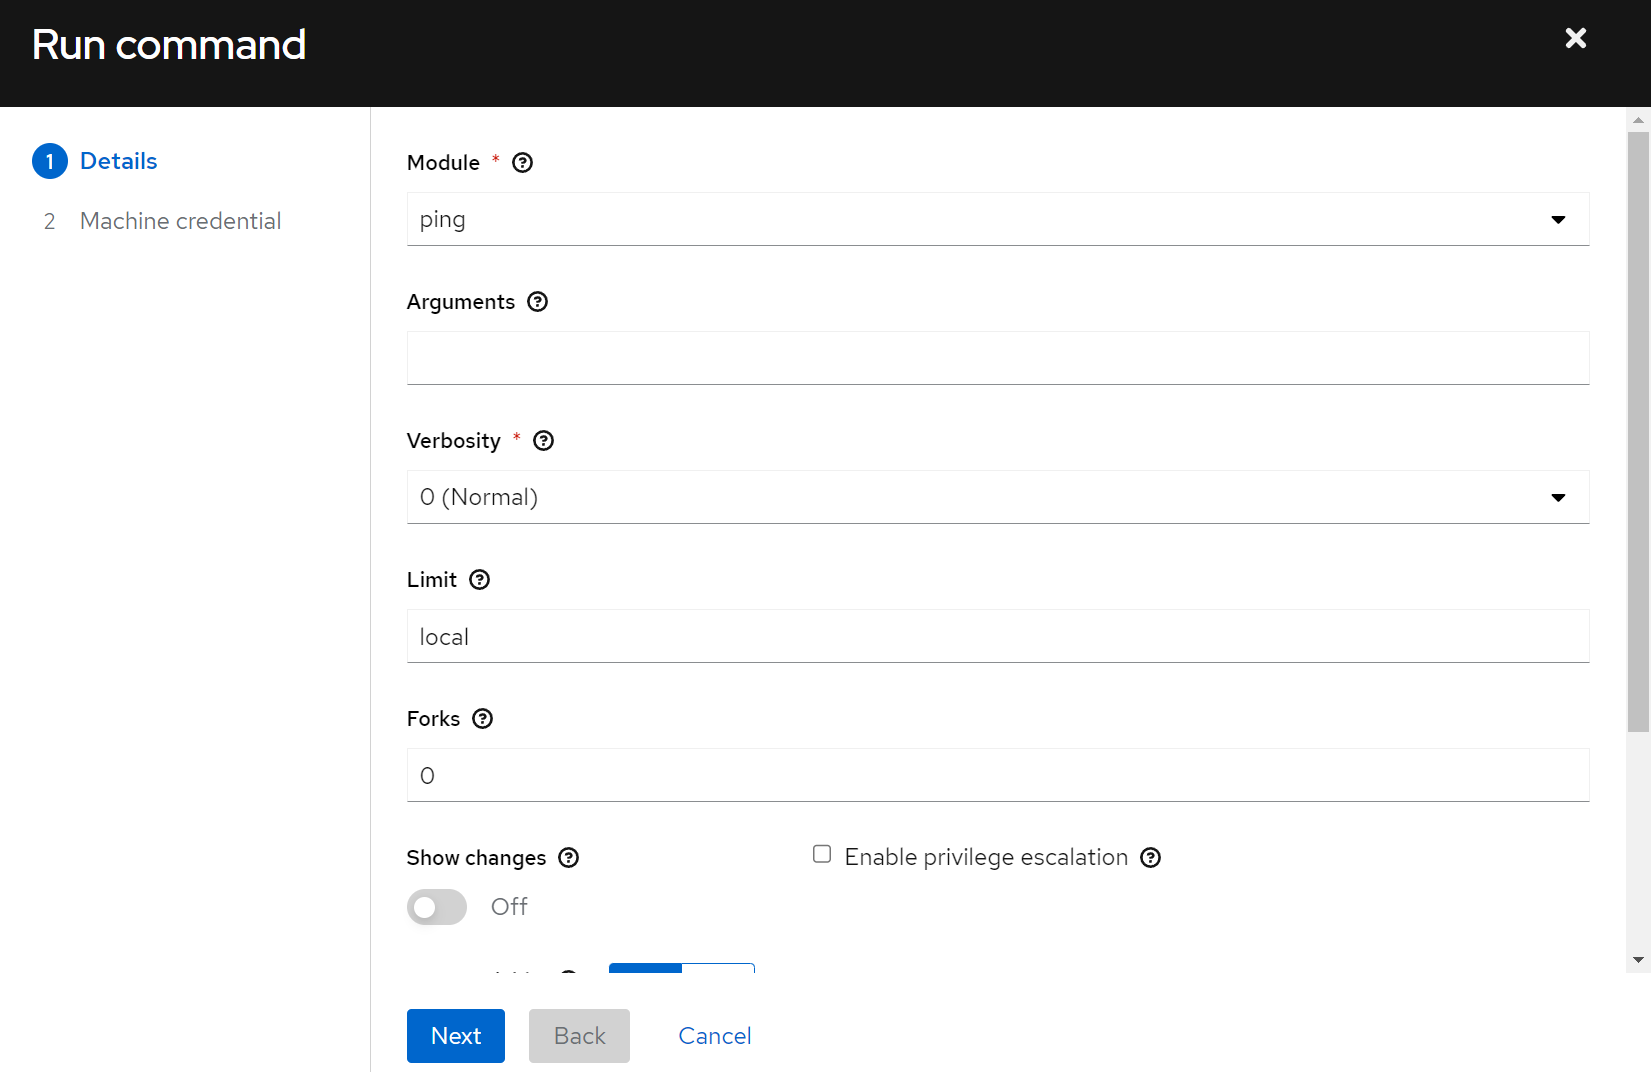 Run command
1 Details
2 Machine credential
Module *
ping
Arguments
Verbosity *
0 (Normal)
Limit
local
Forks
0
Show changes
Enable privilege escalation
Off
Next Back Cancel